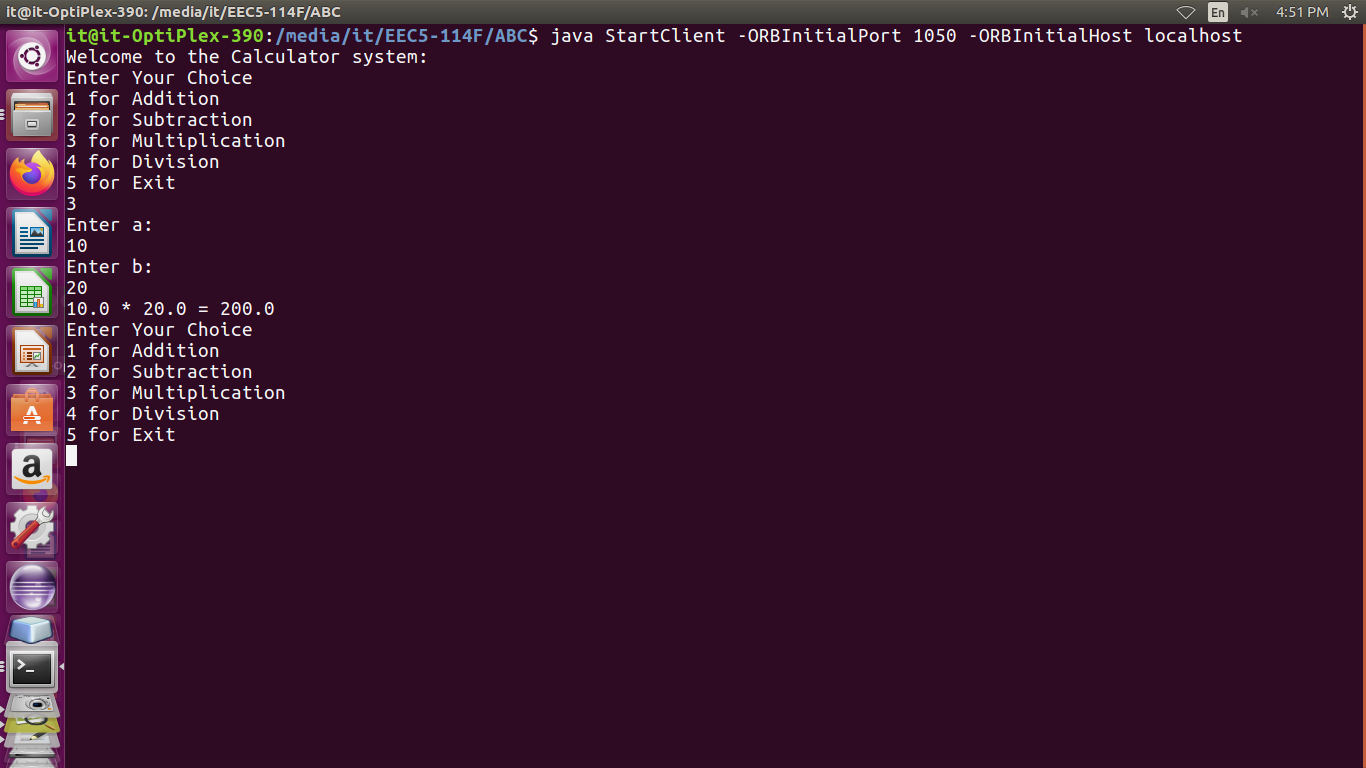 it@it-OptiPlex-390: /media/it/EEC5-114F/ABC
En
4:51 PM
it@it-OptiPlex-390:/media/it/EEC5-114F/ABC$ java StartClient -ORBInitialPort 1050 -ORBInitialHost localhost
Welcome to the Calculator system:
Enter Your Choice
1 for Addition
2 for Subtraction
3 for Multiplication
4 for Division
5 for Exit
3
Enter a:
10
Enter b:
20
10.0 * 20.0 = 200.0
Enter Your Choice
1 for Addition
2 for Subtraction
3 for Multiplication
4 for Division
5 for Exit